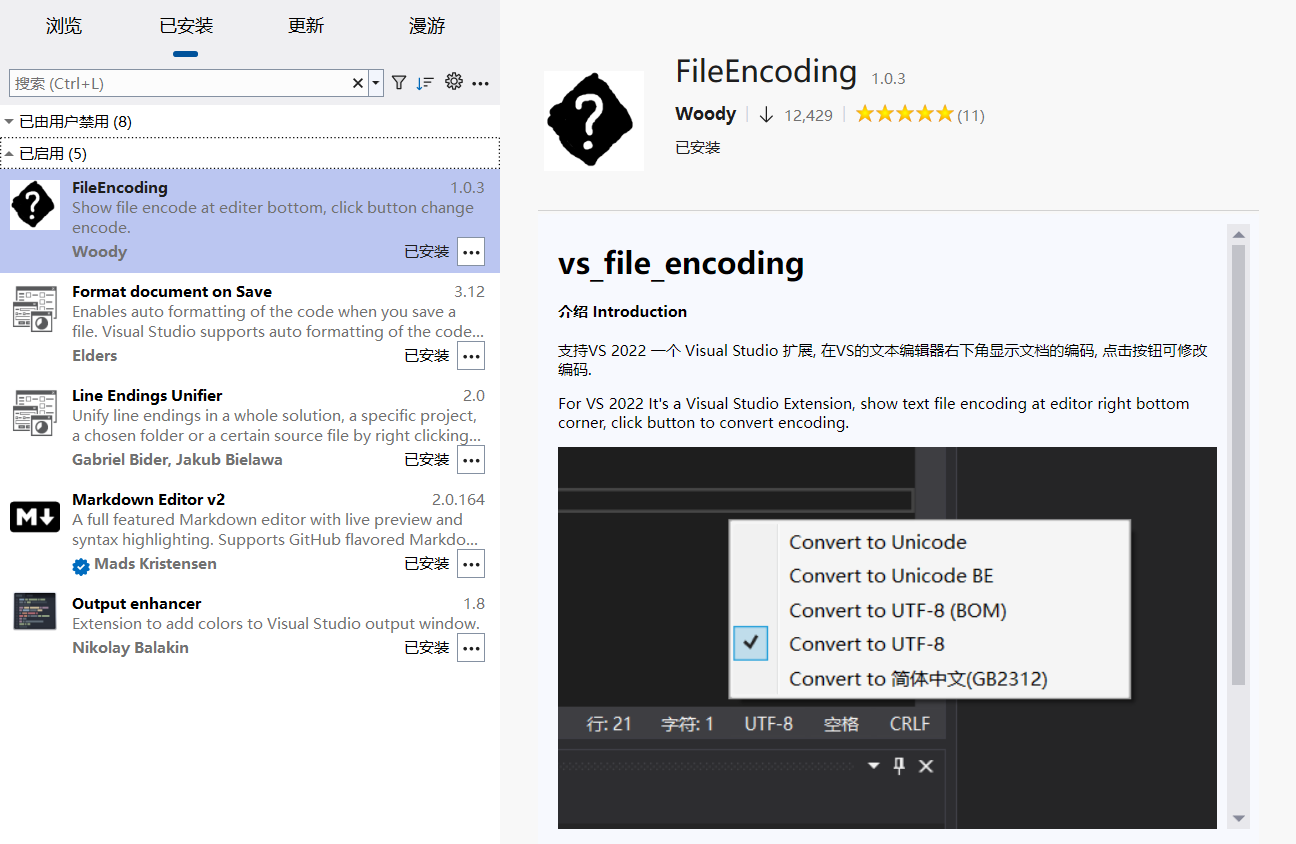 浏览 已安装 更新 漫游
搜索 (Ctrl+L)
已由用户禁用 (8)
已启用 (5)
FileEncoding 1.0.3
Show file encode at editer bottom, click button change
encode.
Woody 已安装
Format document on Save 3.12
Enables auto formatting of the code when you save a
file. Visual Studio supports auto formatting of the code...
Elders 已安装
Line Endings Unifier 2.0
Unify line endings in a whole solution, a specific project,
a chosen folder or a certain source file by right clicking...
Gabriel Bider, Jakub Bielawa 已安装
Markdown Editor v2 2.0.164
A full featured Markdown editor with live preview and
syntax highlighting. Supports GitHub flavored Markdo...
Mads Kristensen 已安装
Output enhancer 1.8
Extension to add colors to Visual Studio output window.
Nikolay Balakin 已安装
FileEncoding 1.0.3
Woody 12,429 (11)
已安装
vs_file_encoding
介绍 Introduction
支持VS 2022 一个 Visual Studio 扩展, 在VS的文本编辑器右下角显示文档的编码, 点击按钮可修改
编码.
For VS 2022 It's a Visual Studio Extension, show text file encoding at editor right bottom
corner, click button to convert encoding.
Convert to Unicode
Convert to Unicode BE
Convert to UTF-8 (BOM)
Convert to UTF-8
Convert to 简体中文(GB2312)
行: 21 字符: 1 UTF-8 空格 CRLF